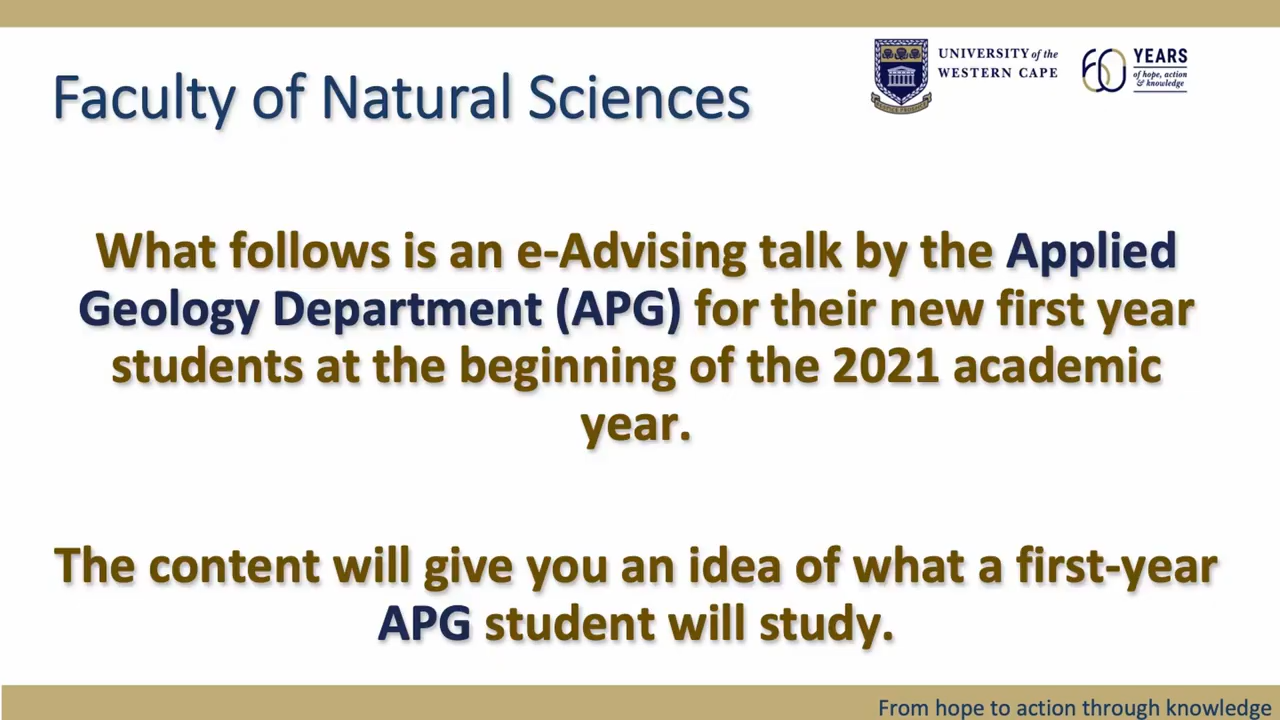 UNIVERSITY of the
WESTERN CAPE
60 YEARS
of hope, action
& knowledge
Faculty of Natural Sciences
What follows is an e-Advising talk by the Applied
Geology Department (APG) for their new first year
students at the beginning of the 2021 academic
year.
The content will give you an idea of what a first-year
APG student will study.
From hope to action through knowledge